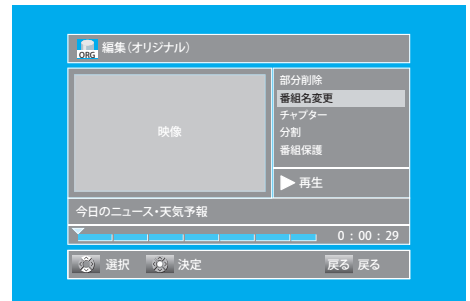 ORG 編集(オリジナル)
映像
部分削除
番組名変更
チャプター
分割
番組保護
再生
今日のニュース・天気予報
0:00:29
選択 決定 戻る 戻る